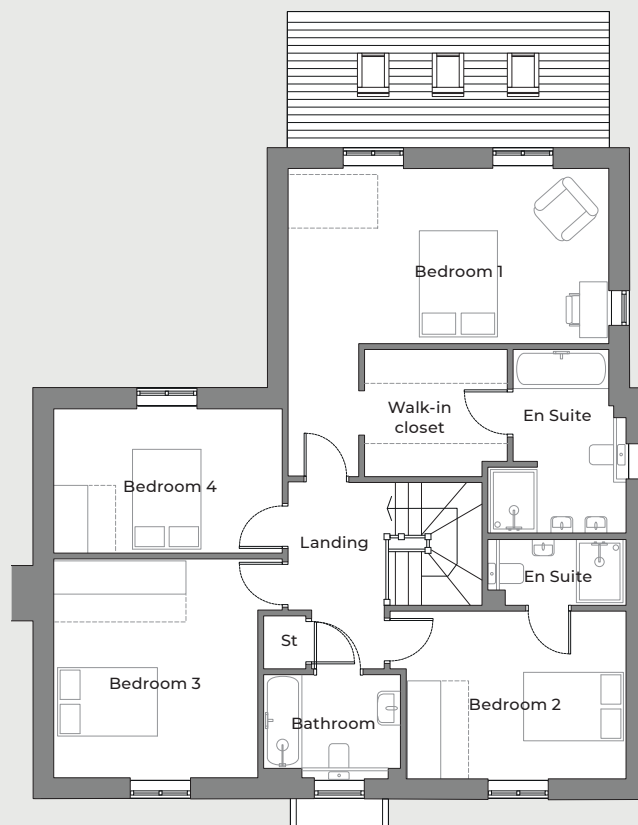 Bedroom 1
Walk-in
closet
En Suite
Bedroom 4
Landing
En Suite
St
Bedroom 3
Bedroom 2
Bathroom